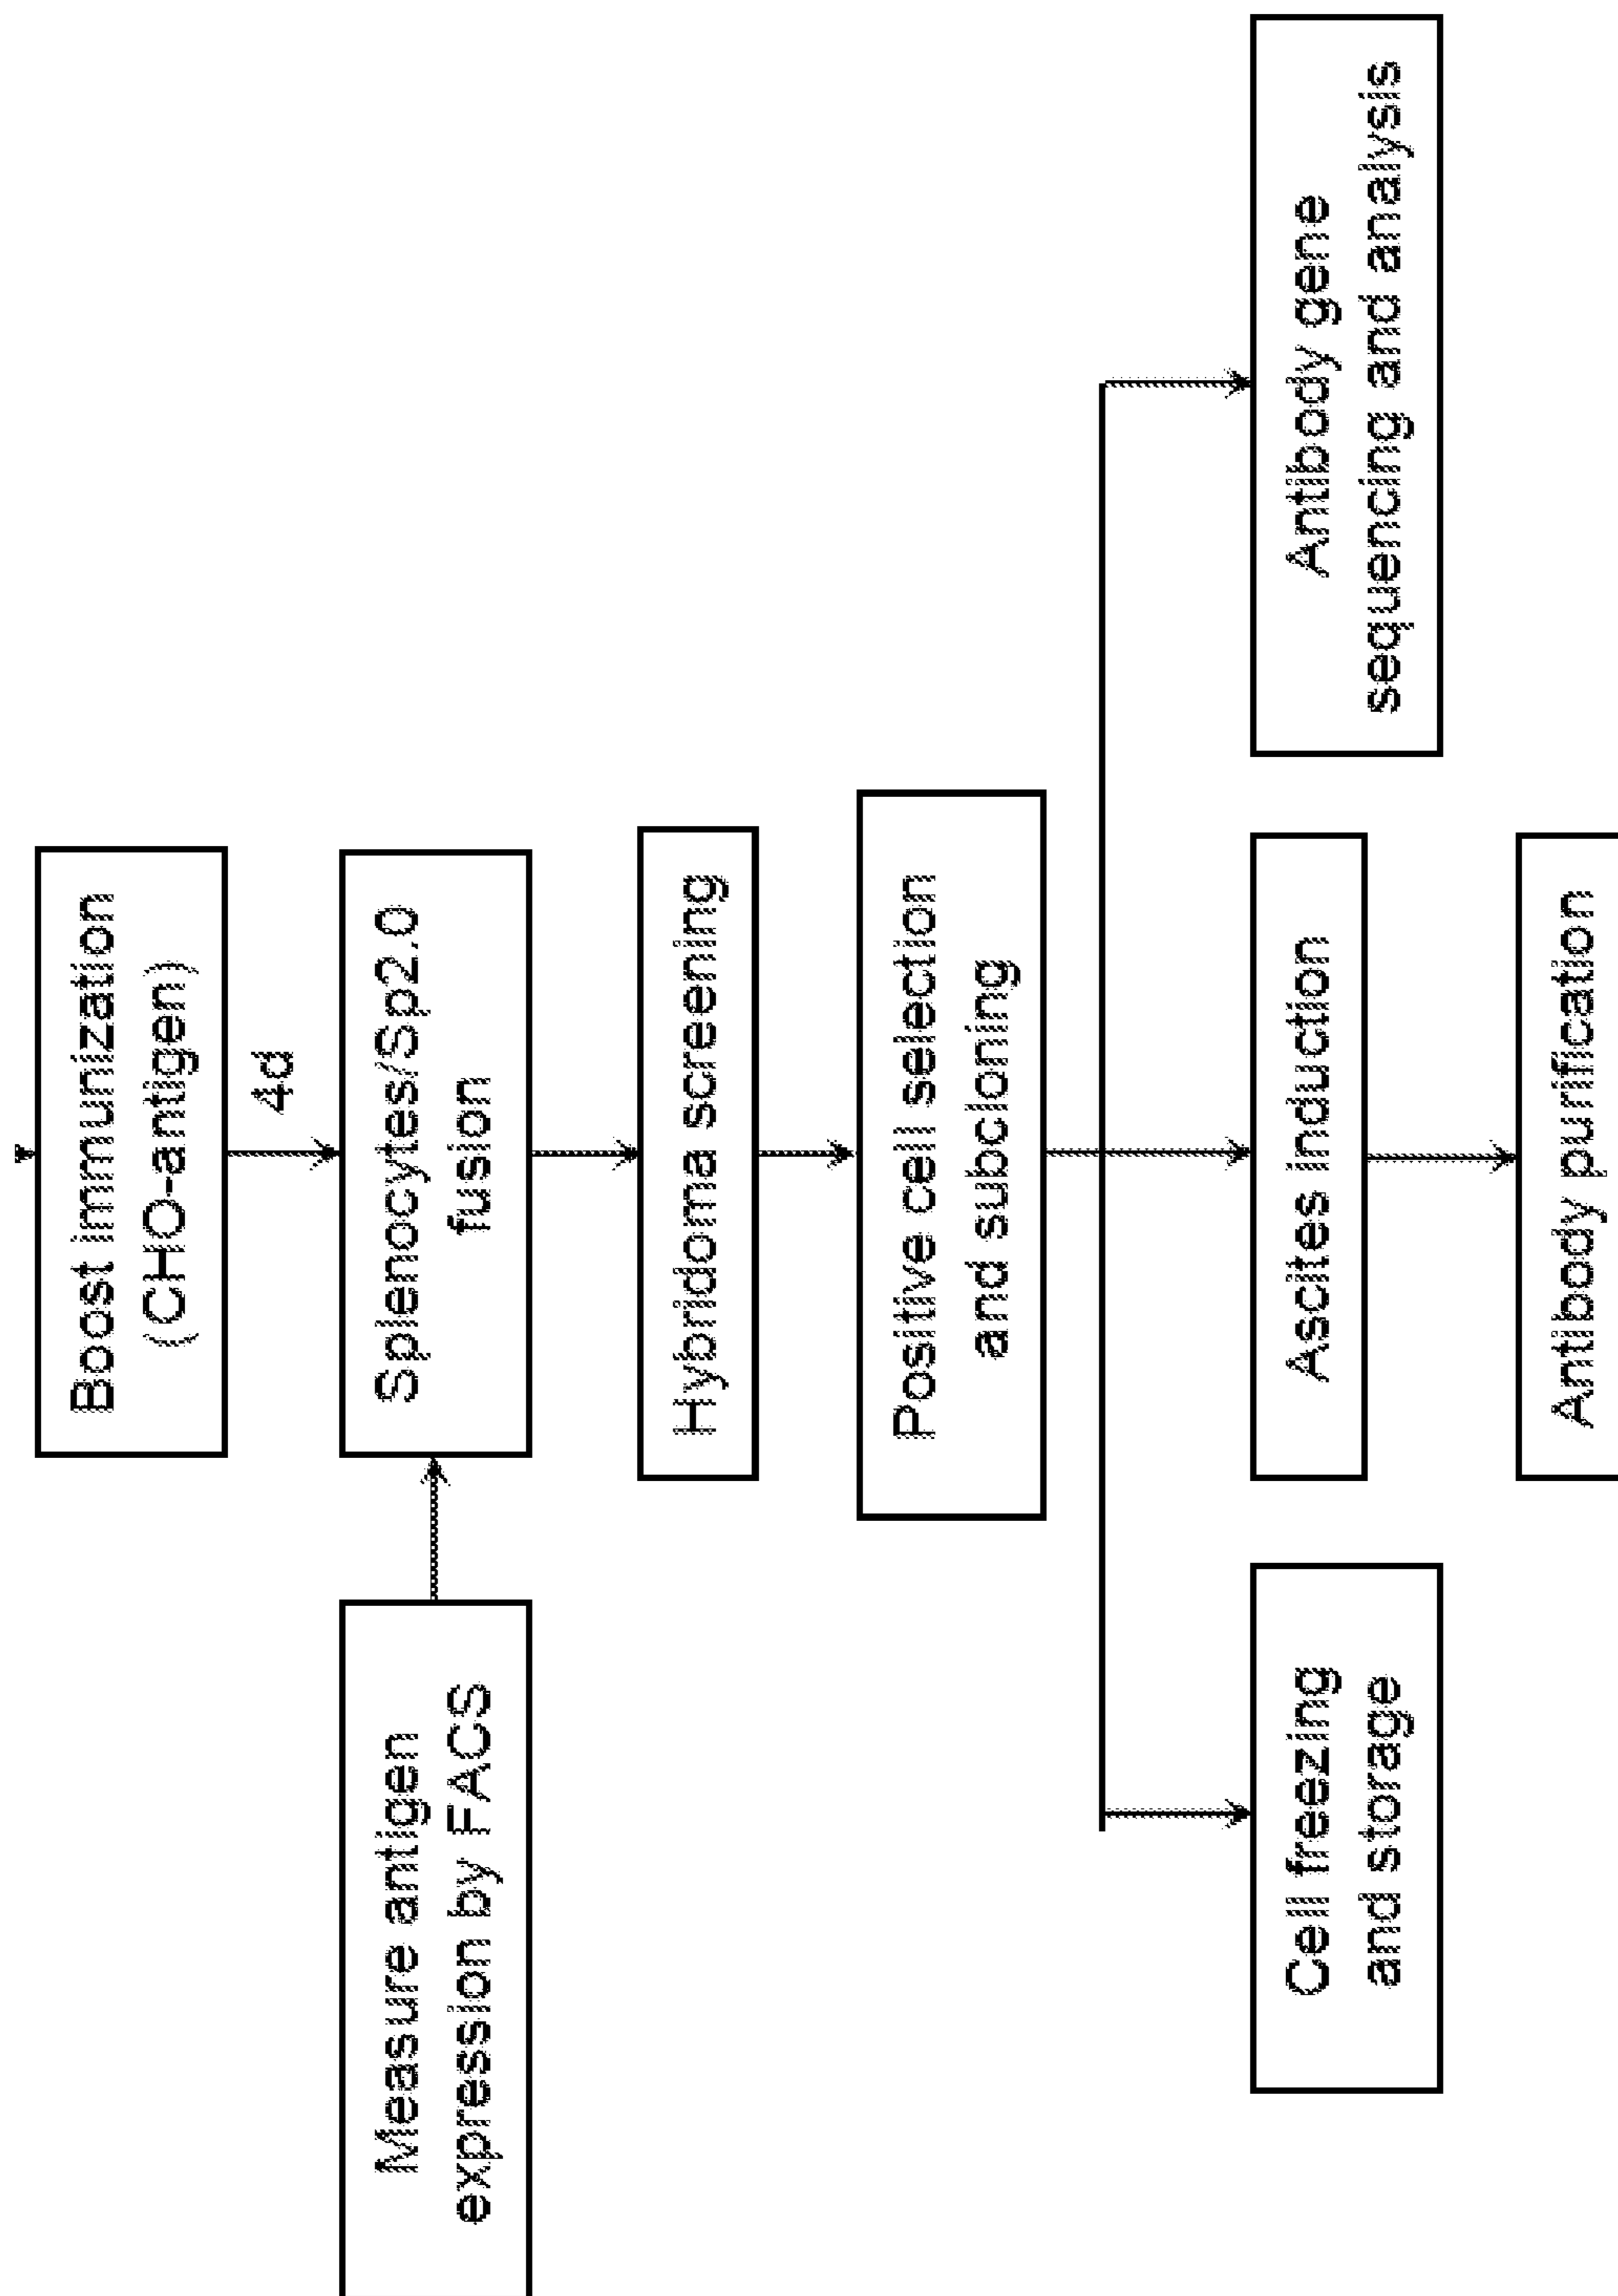 Boost immunization
(CHO-antigen)
4d
Measure antigen
expression by FACS
Splenocytes/Sp2.0
fusion
Hybridoma screening
Positive cell selection
and subcloning
Cell freezing
and storage
Ascites induction
Antibody gene
sequencing and analysis
Antibody purification